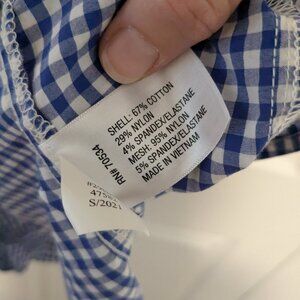 SHELL: 67% COTTON
29% NYLON
4% SPANDEX/ELASTANE
MESH: 95% NYLON
5% SPANDEX/ELASTANE
MADE IN VIETNAM
RN# 70534
S/2021